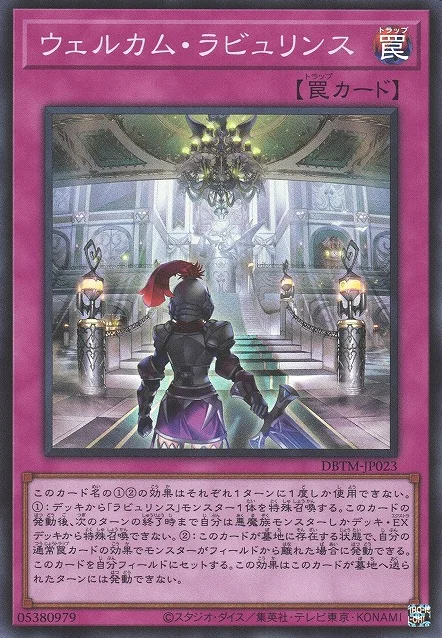 ウェルカム・ラビュリンス
トラップ
罠
トラップ
【罠カード】
DBTM-JP023
このカード名の①②の効果はそれぞれ1ターンに1度しか使用できない。
①:デッキから「ラビュリンス」モンスター1体を特殊召喚する。このカードの
発動後、次のターンの終了時まで自分は悪魔族モンスターしかデッキ・EX
デッキから特殊召喚できない。②:このカードが墓地に存在する状態で、自分の
通常罠カードの効果でモンスターがフィールドから離れた場合に発動できる。
このカードを自分フィールドにセットする。この効果はこのカードが墓地へ送ら
れたターンには発動できない。
05380979
©スタジオ・ダイス/集英社・テレビ東京・KONAMI